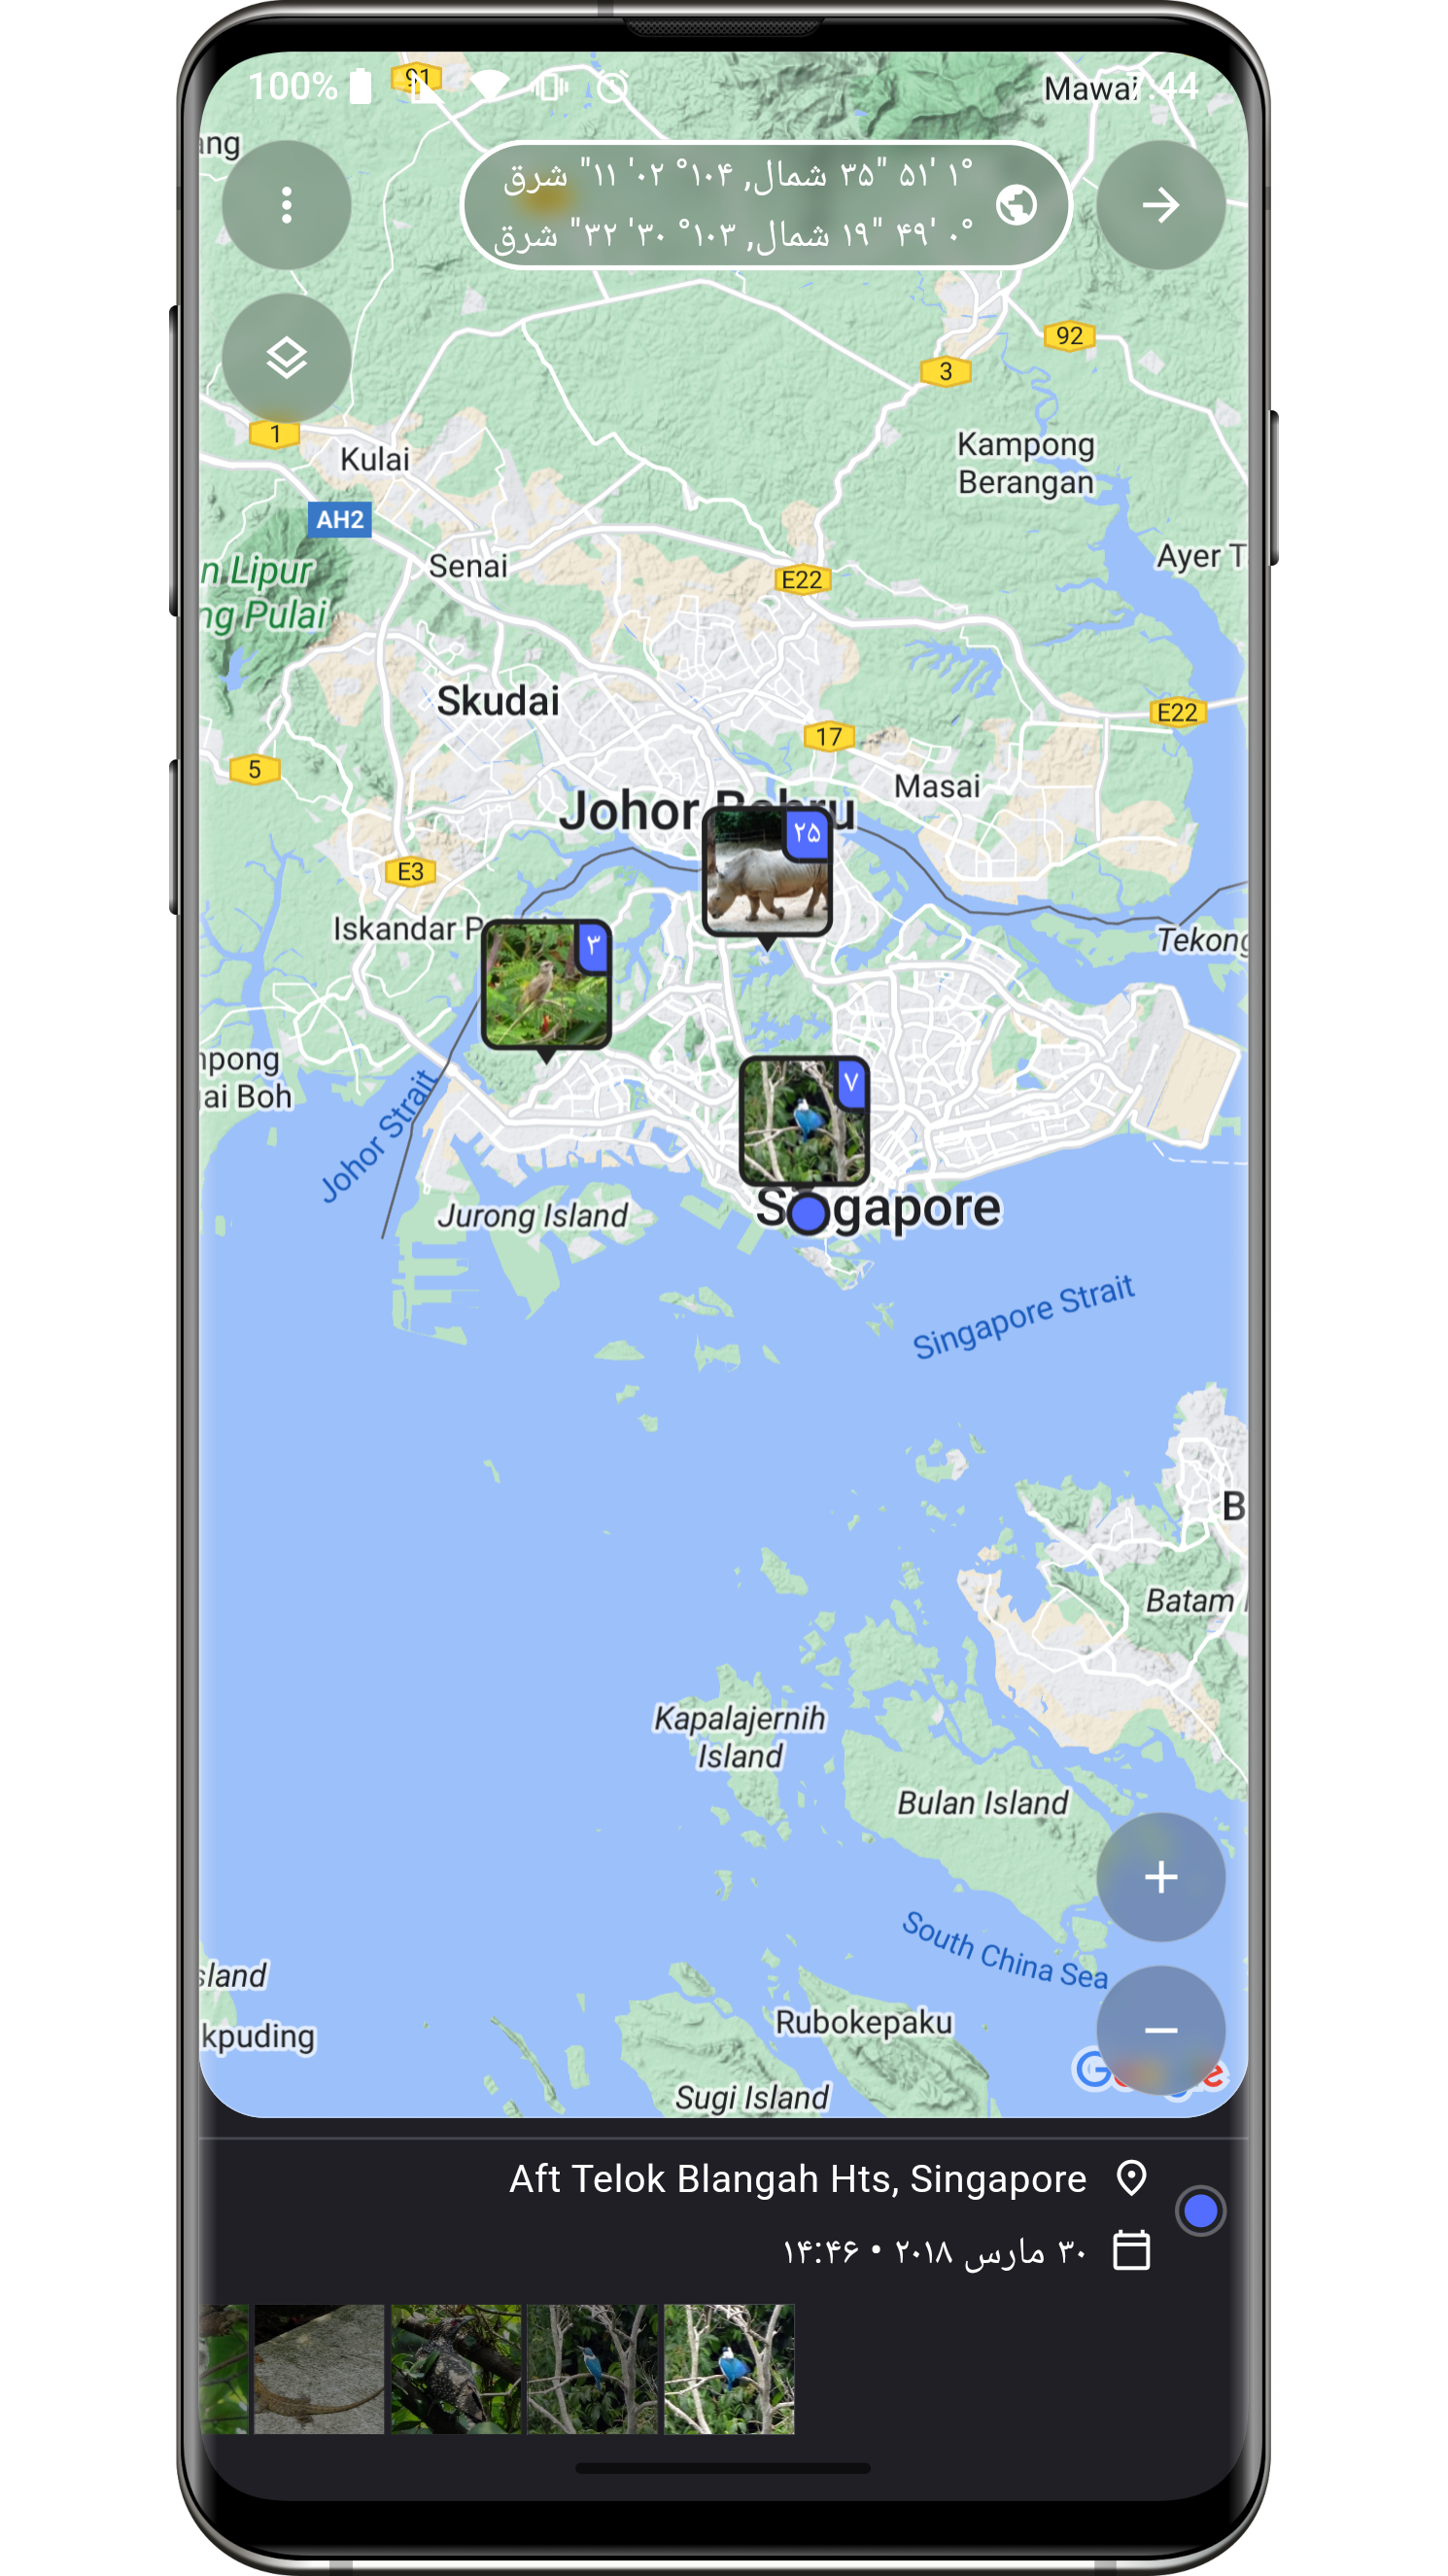 100%
91
Mawai
:44
ang
۱° ۵۱' ۳۵" شمال, ۱۰۴° ۰۲' ۱۱" شرق
۰° ۴۹' ۱۹" شمال, ۱۰۳° ۳۰' ۳۲" شرق
92
3
1
Kulai
Kampong
Berangan
AH2
Senai
Ayer T
n Lipur
ng Pulai
E22
Skudai
E22
17
5
Masai
Johor Bahru
۲۵
E3
Iskandar P
۳
Tekong
mpong
ai Boh
Johor Strait
۷
Jurong Island
Singapore
Singapore Strait
B
Batam
Kapalajernih
Island
Bulan Island
South China Sea
sland
kpuding
Rubokepaku
Sugi Island
Google
Aft Telok Blangah Hts, Singapore
۳۰ مارس ۲۰۱۸ • ۱۴:۴۶